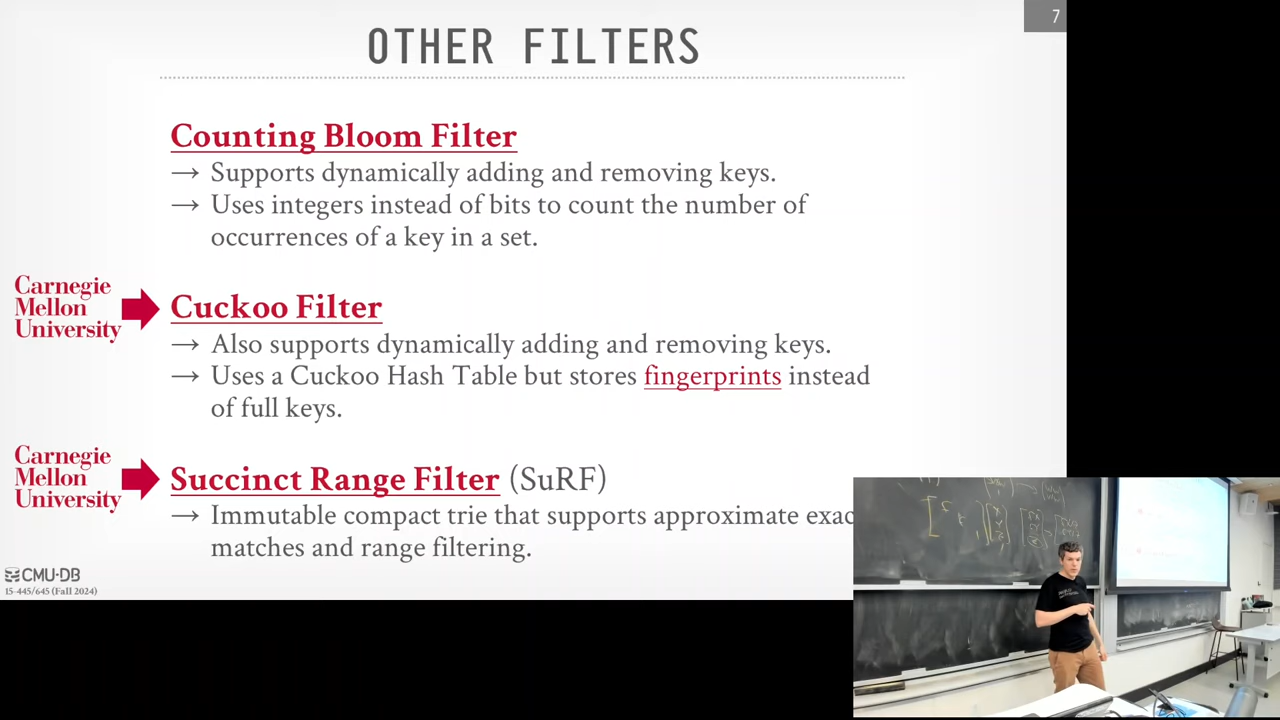 7
OTHER FILTERS
Counting Bloom Filter
→ Supports dynamically adding and removing keys.
→ Uses integers instead of bits to count the number of
occurrences of a key in a set.
Carnegie
Mellon
University
Cuckoo Filter
→ Also supports dynamically adding and removing keys.
→ Uses a Cuckoo Hash Table but stores fingerprints instead
of full keys.
Carnegie
Mellon
University
Succinct Range Filter (SuRF)
→ Immutable compact trie that supports approximate exac
matches and range filtering.
CMU·DB
15-445/645 (Fall 2024)